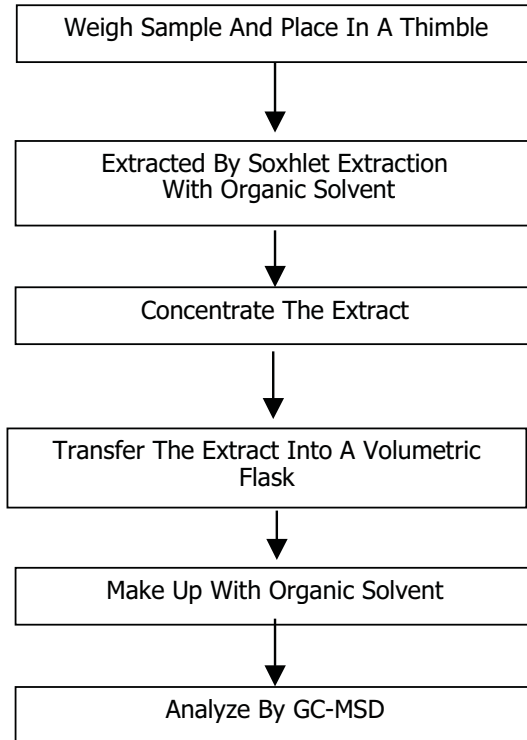 Weigh Sample And Place In A Thimble
Extracted By Soxhlet Extraction
With Organic Solvent
Concentrate The Extract
Transfer The Extract Into A Volumetric
Flask
Make Up With Organic Solvent
Analyze By GC-MSD